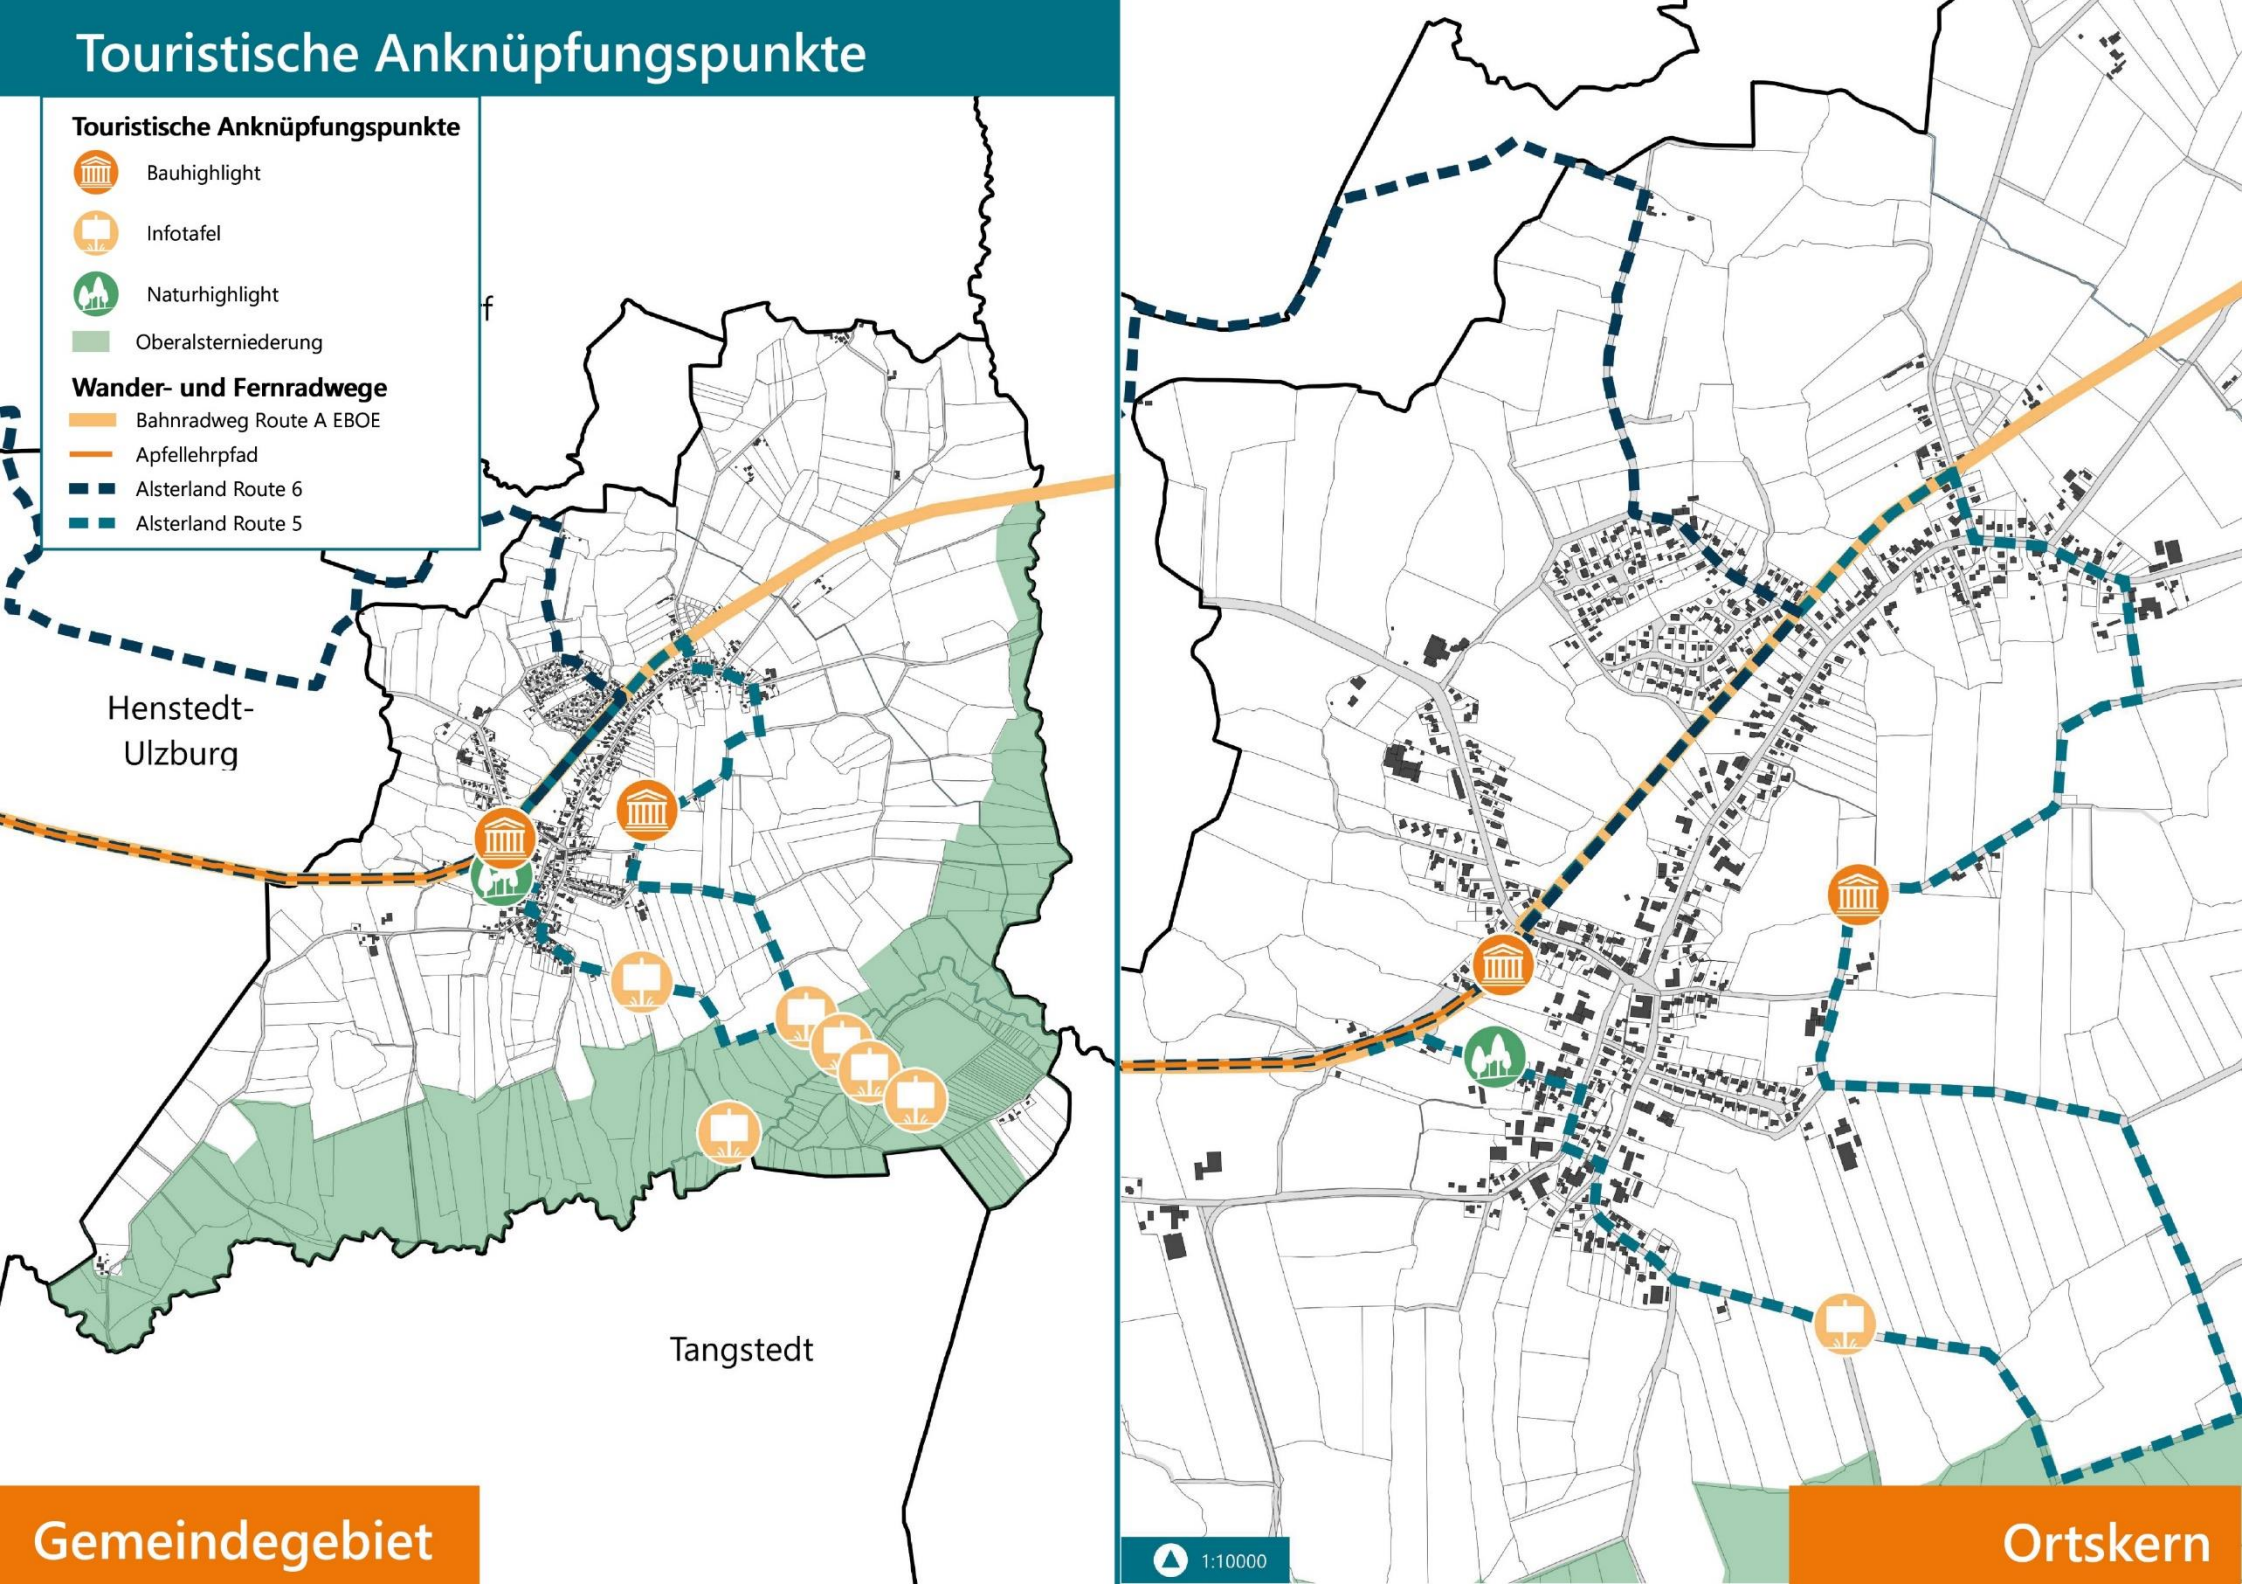 Touristische Anknüpfungspunkte
Touristische Anknüpfungspunkte
Bauhighlight
Infotafel
Naturhighlight
Oberalsterniederung
Wander- und Fernradwege
Bahnradweg Route A EBOE
Apfellehrpfad
Alsterland Route 6
Alsterland Route 5
f
Henstedt-
Ulzburg
Tangstedt
Gemeindegebiet
1:10000
Ortskern